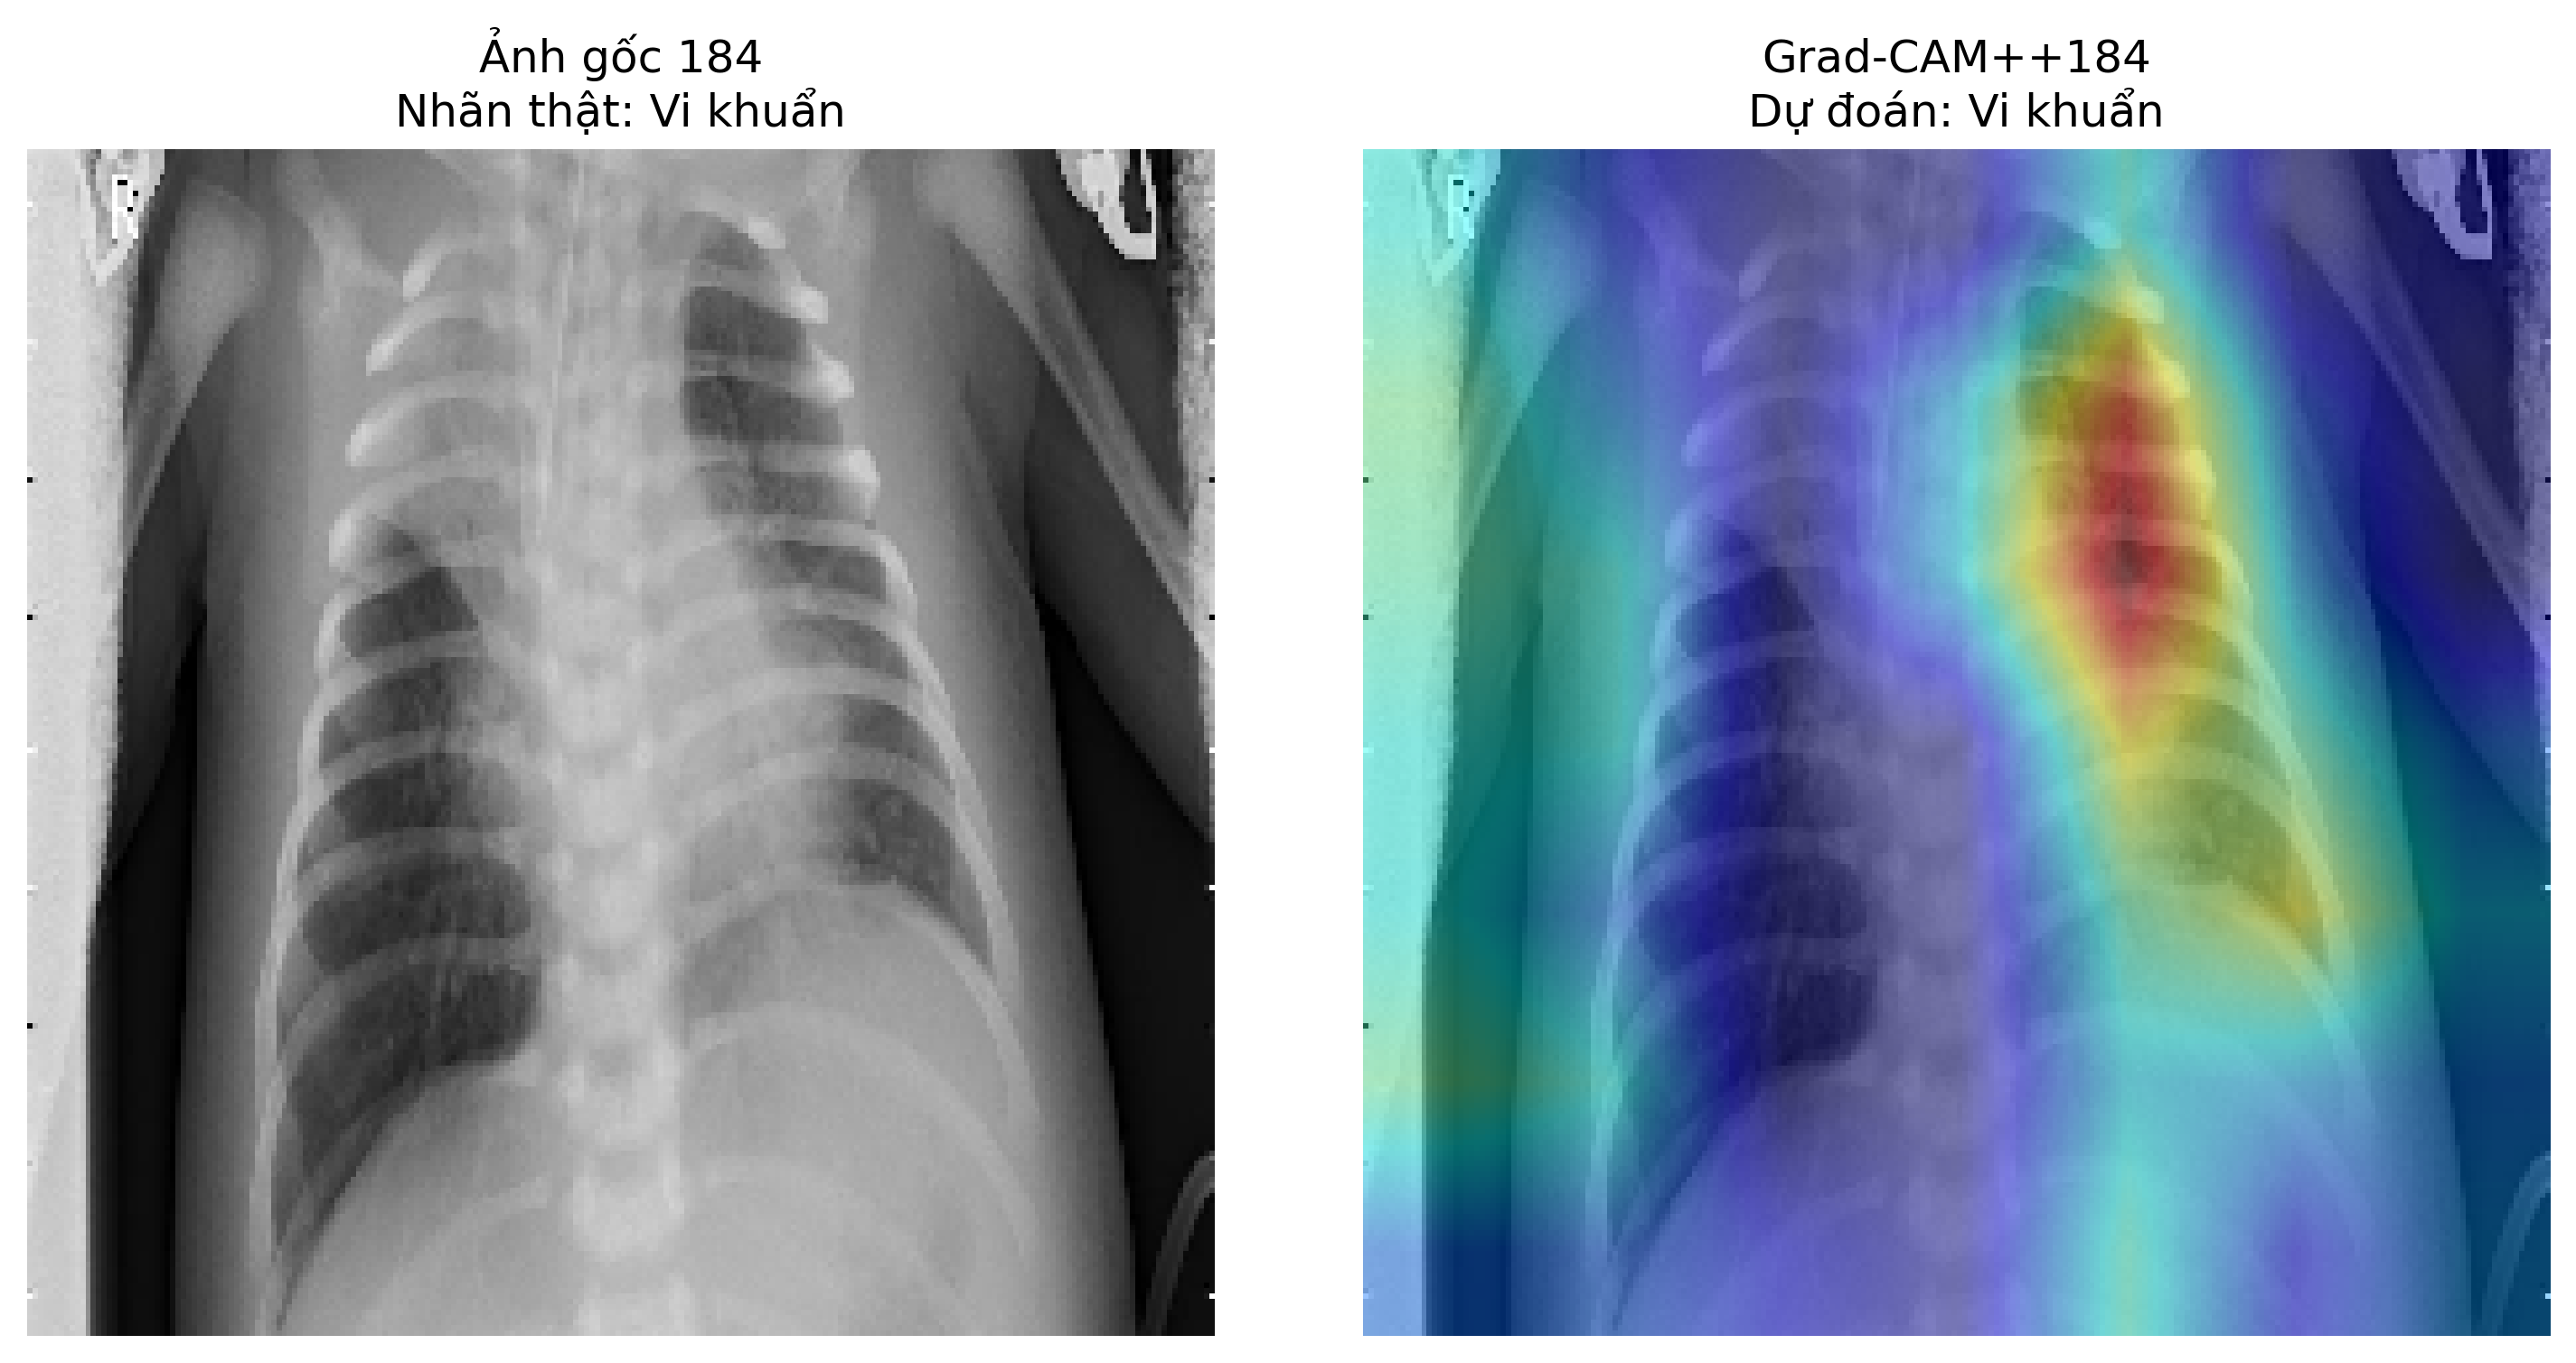 Ảnh gốc 184
Nhãn thật: Vi khuẩn
Grad-CAM++184
Dự đoán: Vi khuẩn
R